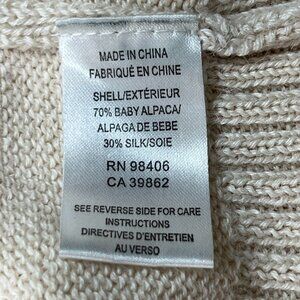 MADE IN CHINA
FABRIQUÉ EN CHINE
SHELL/EXTÉRIEUR
70% BABY ALPACA/
ALPAGA DE BEBE
30% SILK/SOIE
RN 98406
CA 39862
SEE REVERSE SIDE FOR CARE
INSTRUCTIONS
DIRECTIVES D'ENTRETIEN
AU VERSO